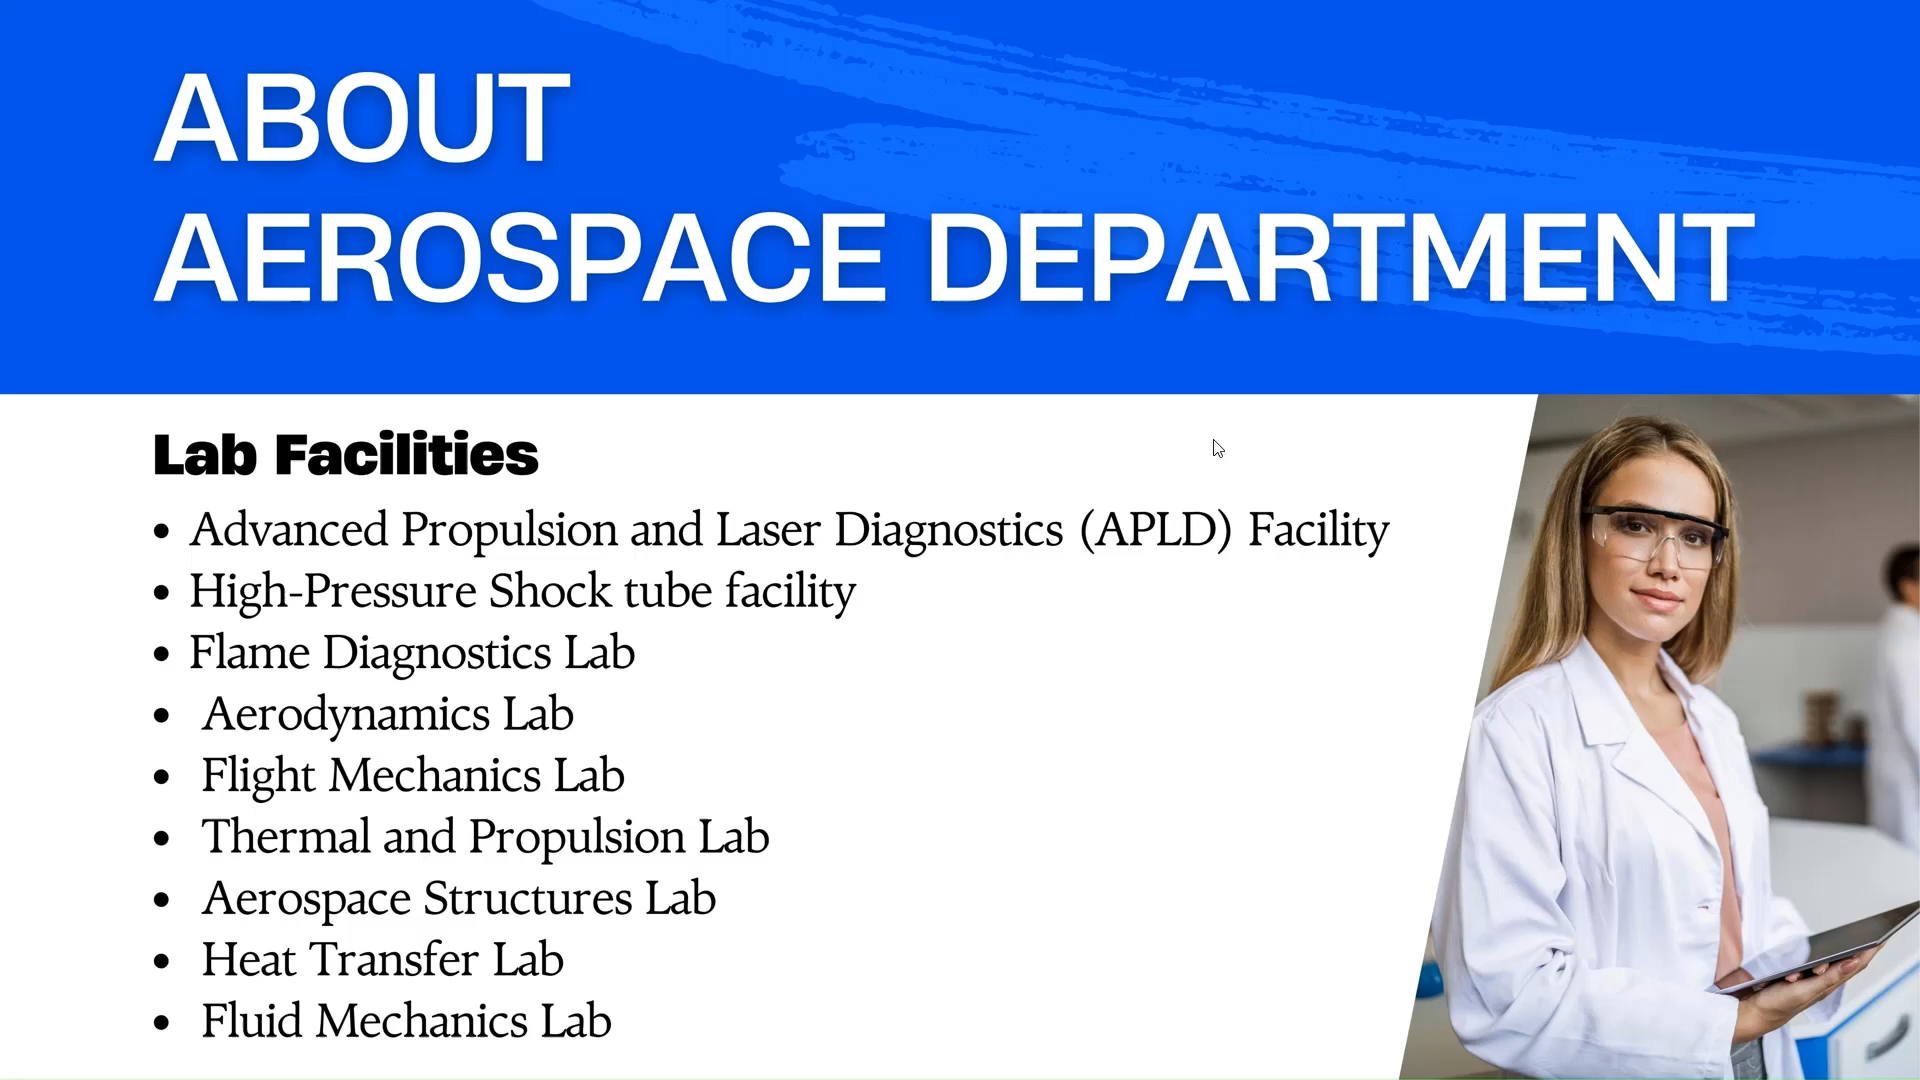 ABOUT
AEROSPACE DEPARTMENT
Lab Facilities
• Advanced Propulsion and Laser Diagnostics (APLD) Facility
• High-Pressure Shock tube facility
• Flame Diagnostics Lab
• Aerodynamics Lab
• Flight Mechanics Lab
• Thermal and Propulsion Lab
• Aerospace Structures Lab
• Heat Transfer Lab
• Fluid Mechanics Lab